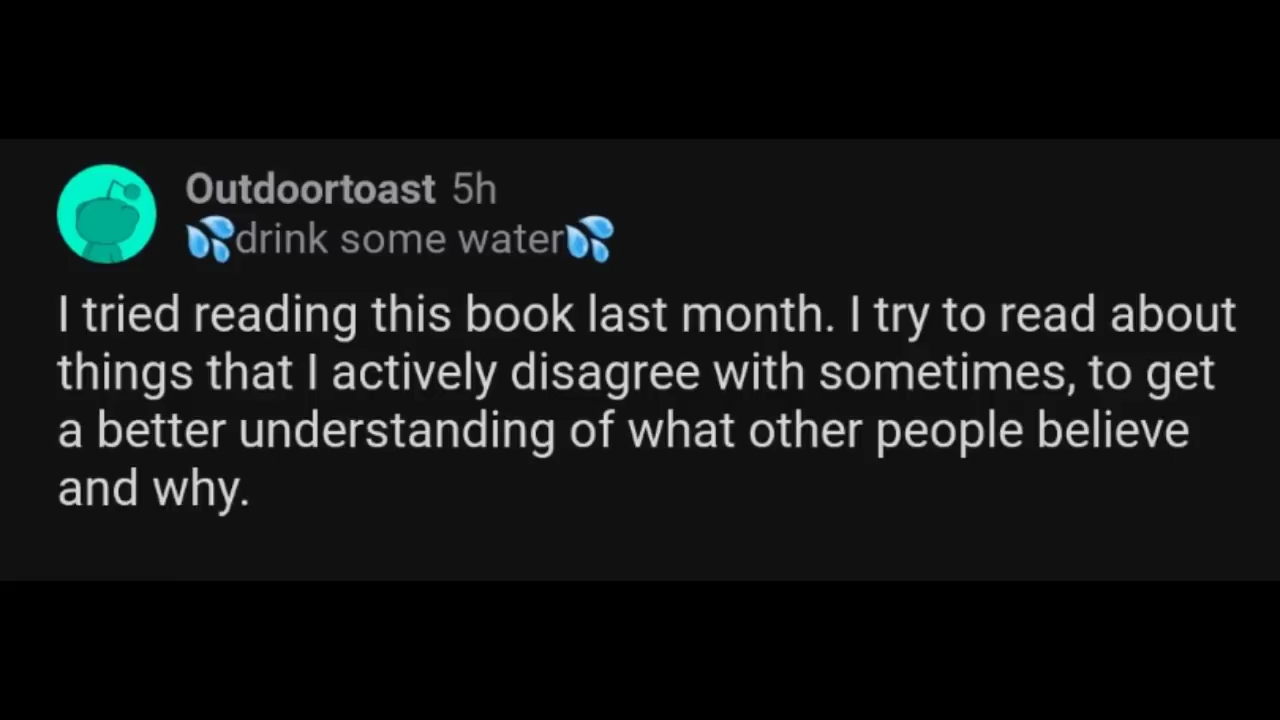 Outdoortoast 5h
💦drink some water💦
I tried reading this book last month. I try to read about
things that I actively disagree with sometimes, to get
a better understanding of what other people believe
and why.